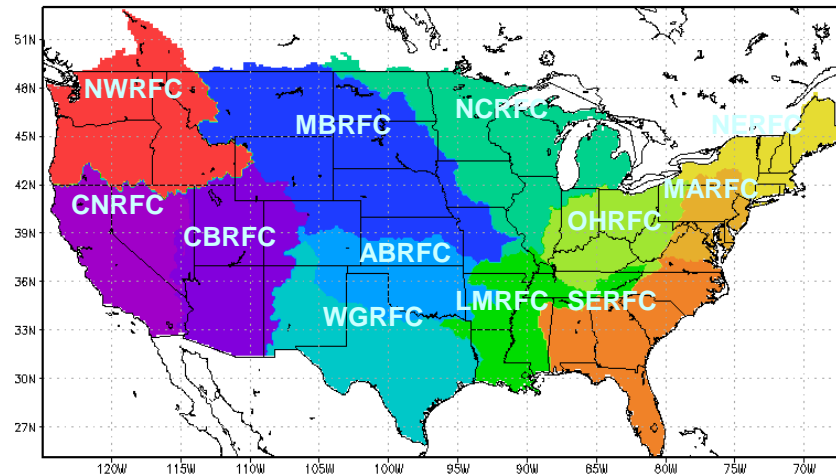 51N
NWRFC
48N
NCRFC
MBRFC
NERFC
45N
42N
CNRFC
MARFC
OHRFC
39N
CBRFC
ABRFC
36N
LMRFC
SERFC
WGRFC
33N
30N
27N
120W 115W 110W 105W 100W 95W 90W 85W 80W 75W 70W